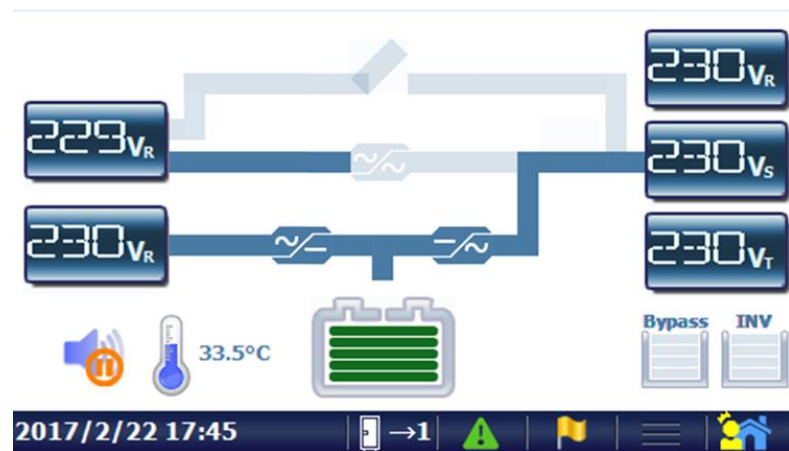 230VR
229VR
230VS
230VR
230VT
Bypass INV
33.5°C
2017/2/22 17:45 →1